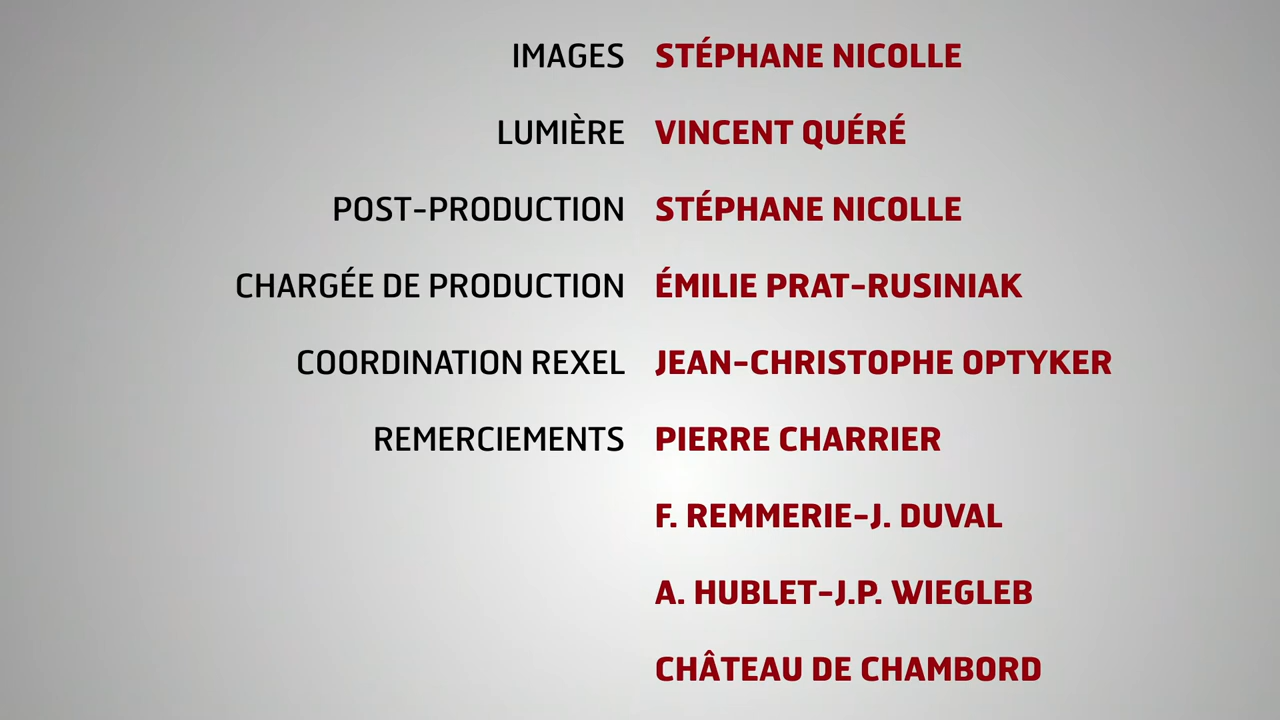 IMAGES STÉPHANE NICOLLE
LUMIÈRE VINCENT QUÉRÉ
POST-PRODUCTION STÉPHANE NICOLLE
CHARGÉE DE PRODUCTION ÉMILIE PRAT-RUSINIAK
COORDINATION REXEL JEAN-CHRISTOPHE OPTYKER
REMERCIEMENTS PIERRE CHARRIER
F. REMMERIE-J. DUVAL
A. HUBLET-J.P. WIEGLEB
CHÂTEAU DE CHAMBORD